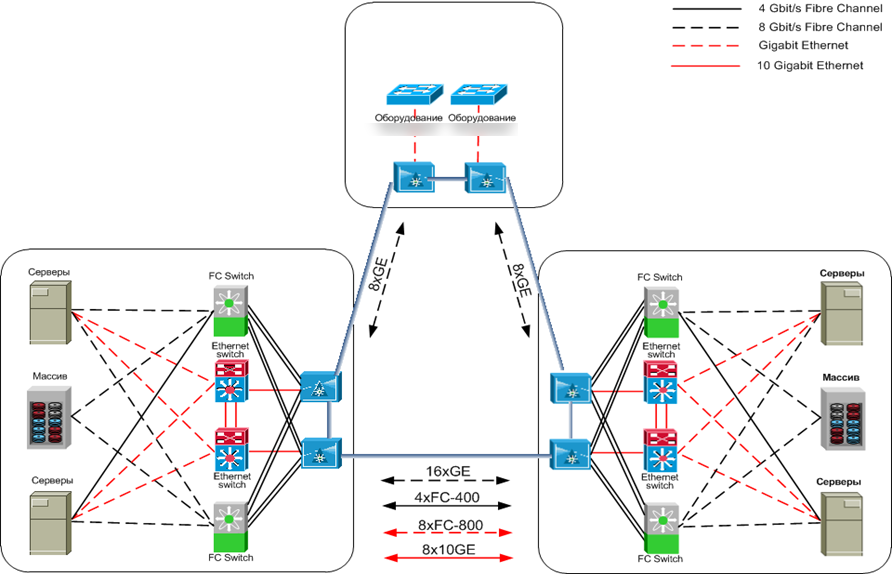 4 Gbit/s Fibre Channel
8 Gbit/s Fibre Channel
Gigabit Ethernet
10 Gigabit Ethernet
Оборудование
Оборудование
8xGE
8xGE
Серверы
FC Switch
Ethernet
switch
Массив
Серверы
Ethernet
switch
FC Switch
FC Switch
Серверы
Ethernet
switch
Массив
Серверы
Ethernet
switch
FC Switch
16xGE
4xFC-400
8xFC-800
8x10GE